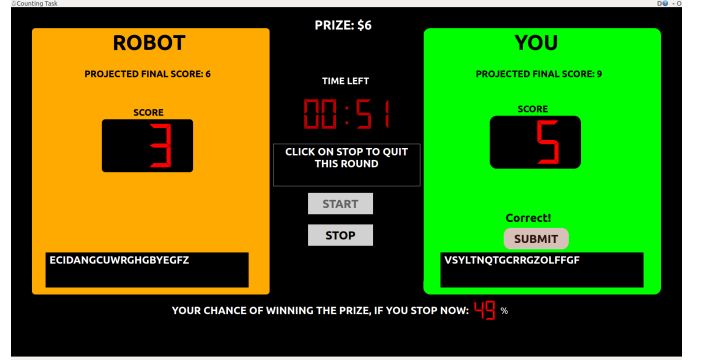 Counting Task
PRIZE: $6
ROBOT
PROJECTED FINAL SCORE: 6
SCORE
3
ECIDANGCUWRGHGBYEGFZ
TIME LEFT
00:51
CLICK ON STOP TO QUIT
THIS ROUND
START
STOP
YOU
PROJECTED FINAL SCORE: 9
SCORE
5
Correct!
SUBMIT
VSYLTNQTGCRRGZOLFFGF
YOUR CHANCE OF WINNING THE PRIZE, IF YOU STOP NOW: 49 %